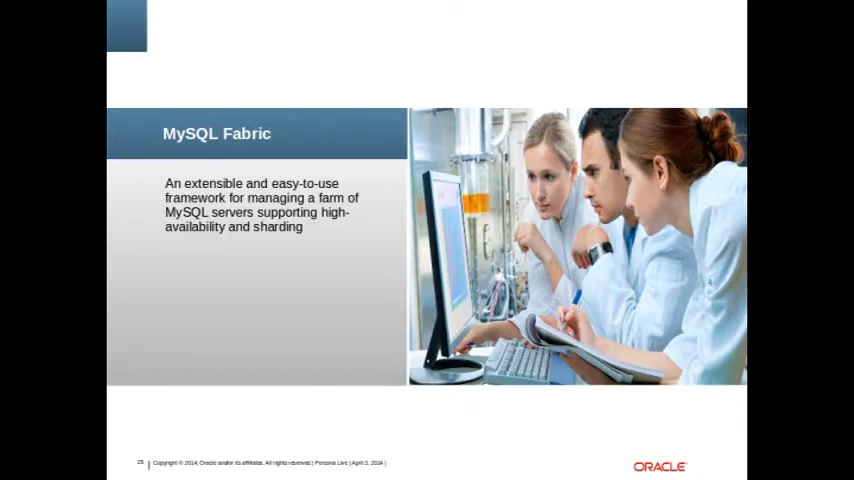 MySQL Fabric
An extensible and easy-to-use
framework for managing a farm of
MySQL servers supporting high-
availability and sharding
25 Copyright © 2014, Oracle and/or its affiliates. All rights reserved.| Percona Live | April 3, 2014 |
ORACLE